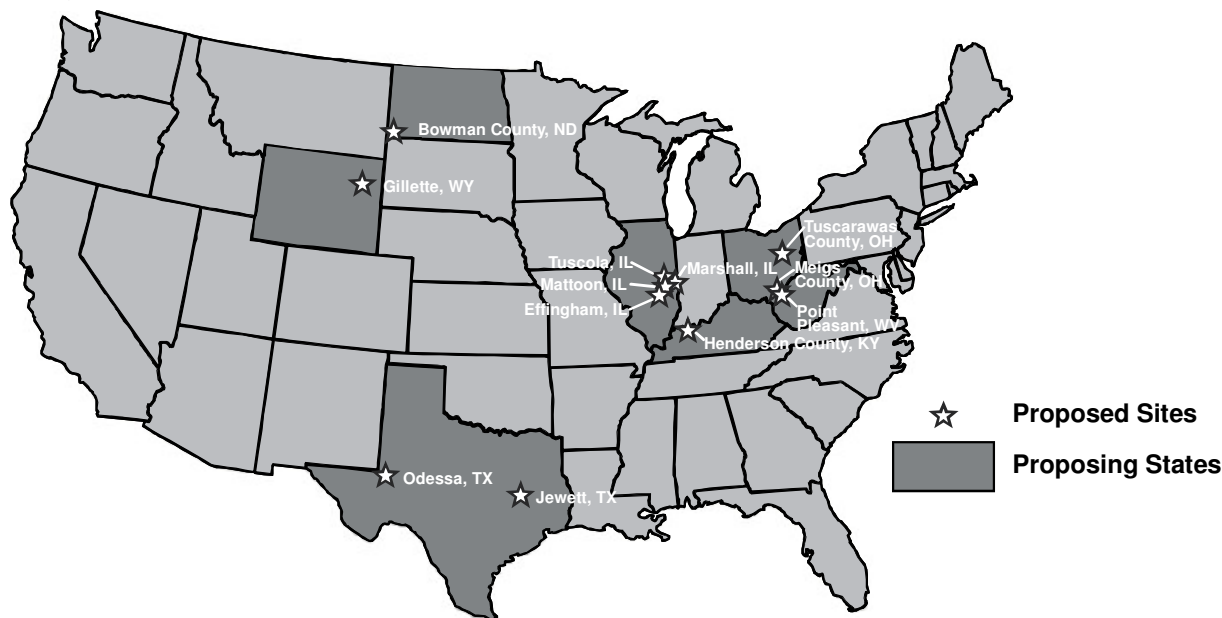 Bowman County, ND
Gillette, WY
Tuscarawas
County, OH
Tuscola, IL
Marshall, IL
Meigs
County, OH
Mattoon, IL
Effingham, IL
Point
Pleasant, WV
Henderson County, KY
Proposed Sites
Proposing States
Odessa, TX
Jewett, TX